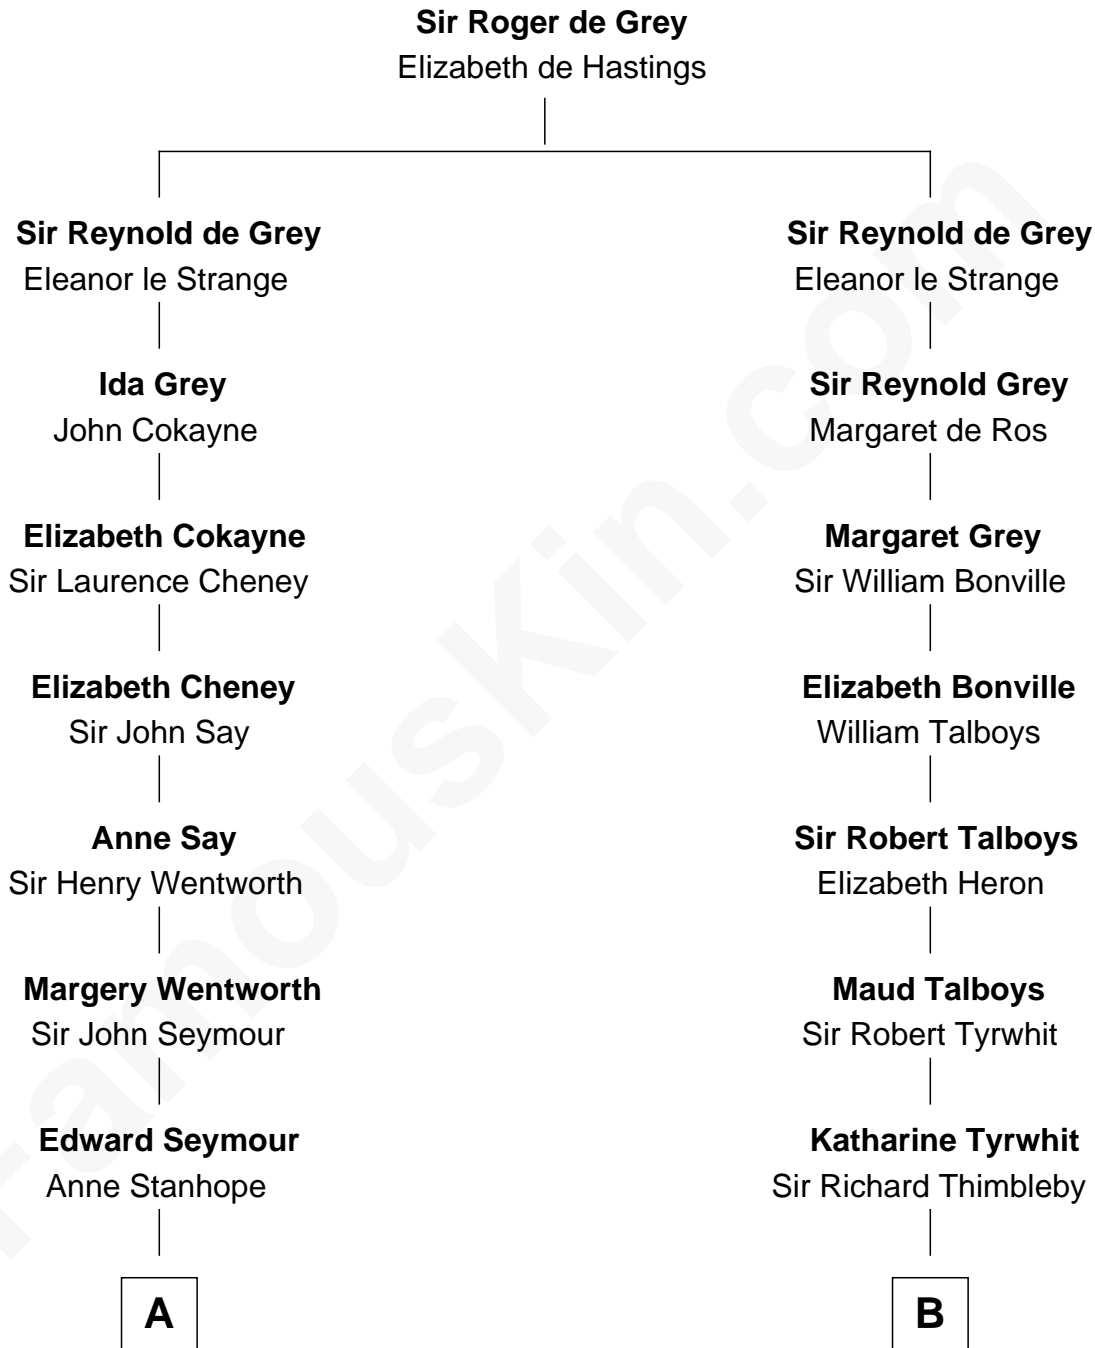 Sir Roger de Grey
Elizabeth de Hastings
Sir Reynold de Grey
Eleanor le Strange
Sir Reynold de Grey
Eleanor le Strange
Ida Grey
John Cokayne
Sir Reynold Grey
Margaret de Ros
Elizabeth Cokayne
Sir Laurence Cheney
Margaret Grey
Sir William Bonville
Elizabeth Cheney
Sir John Say
Elizabeth Bonville
William Talboys
Anne Say
Sir Henry Wentworth
Sir Robert Talboys
Elizabeth Heron
Margery Wentworth
Sir John Seymour
Maud Talboys
Sir Robert Tyrwhit
Edward Seymour
Anne Stanhope
Katharine Tyrwhit
Sir Richard Thimbleby
A
B
FamousKin.com